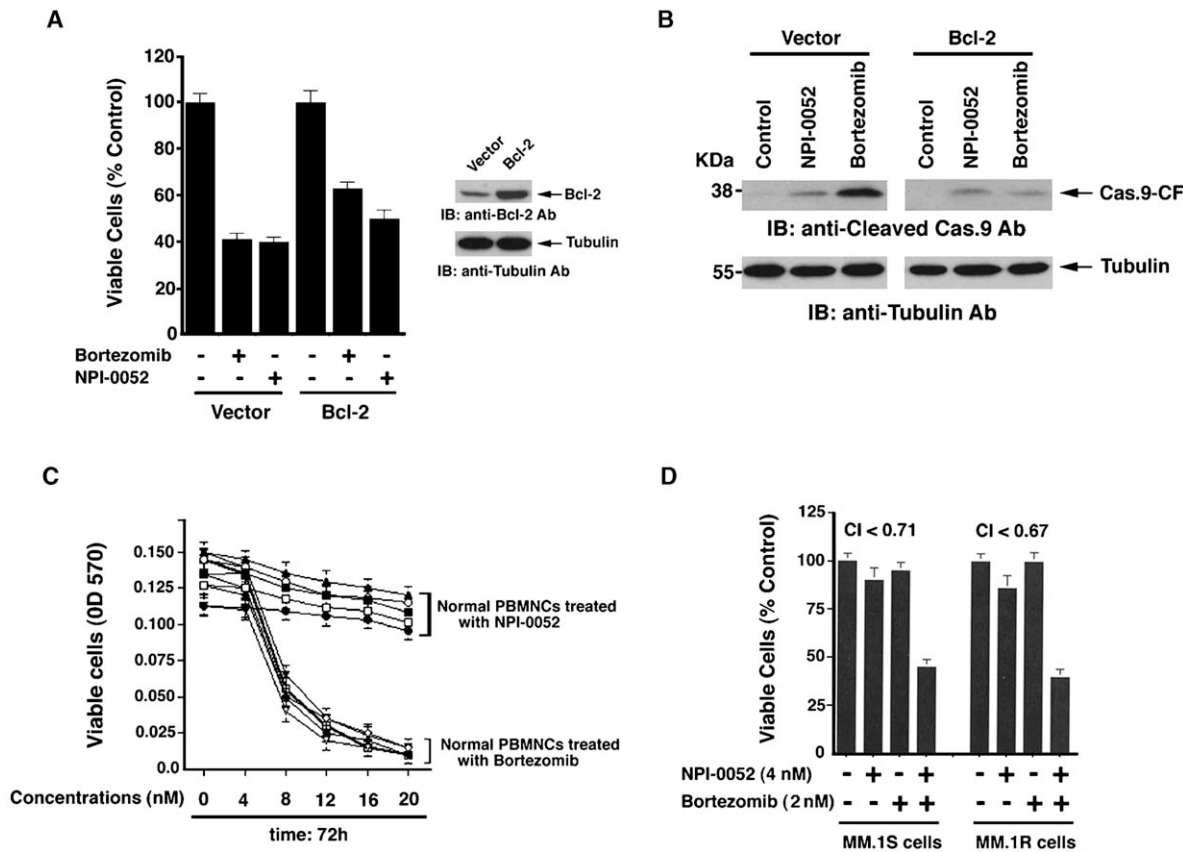 A
120
100
80
60
40
20
0
Viable Cells (% Control)
Bortezomib - + - - + -
NPI-0052 - - + - - +
Vector Bcl-2
Vector Bcl-2
Bcl-2
IB: anti-Bcl-2 Ab
Tubulin
IB: anti-Tubulin Ab
B
Vector Bcl-2
Control NPI-0052 Bortezomib Control NPI-0052 Bortezomib
KDa
38- Cas.9-CF
IB: anti-Cleaved Cas.9 Ab
55- Tubulin
IB: anti-Tubulin Ab
C
0.150
0.125
0.100
0.075
0.050
0.025
0.0
Viable cells (0D 570)
Normal PBMNCs treated
with NPI-0052
Normal PBMNCs treated
with Bortezomib
Concentrations (nM) 0 4 8 12 16 20
time: 72h
D
125
100
75
50
25
0
Viable Cells (% Control)
CI < 0.71 CI < 0.67
NPI-0052 (4 nM) - + - + - + - +
Bortezomib (2 nM) - - + + - - + +
MM.1S cells MM.1R cells